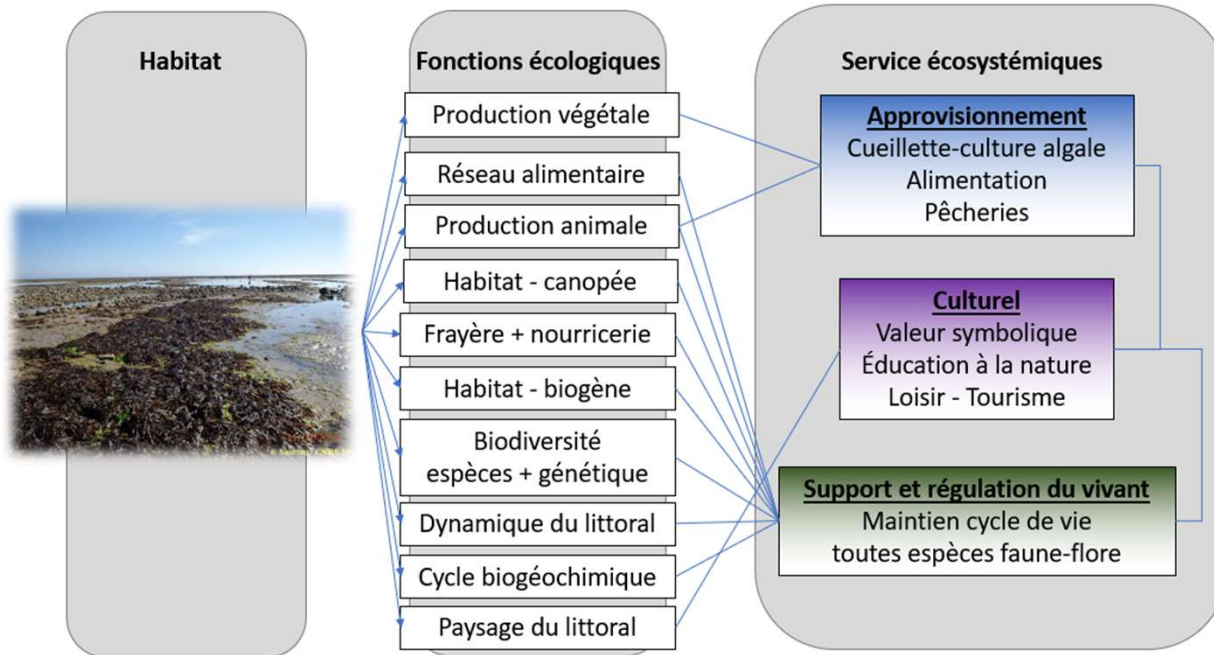 Habitat
Fonctions écologiques
Production végétale
Réseau alimentaire
Production animale
Habitat - canopée
Frayère + nourricerie
Habitat - biogène
Biodiversité
espèces + génétique
Dynamique du littoral
Cycle biogéochimique
Paysage du littoral
Service écosystémiques
Approvisionnement
Cueillette-culture algale
Alimentation
Pêcheries
Culturel
Valeur symbolique
Éducation à la nature
Loisir - Tourisme
Support et régulation du vivant
Maintien cycle de vie
toutes espèces faune-flore